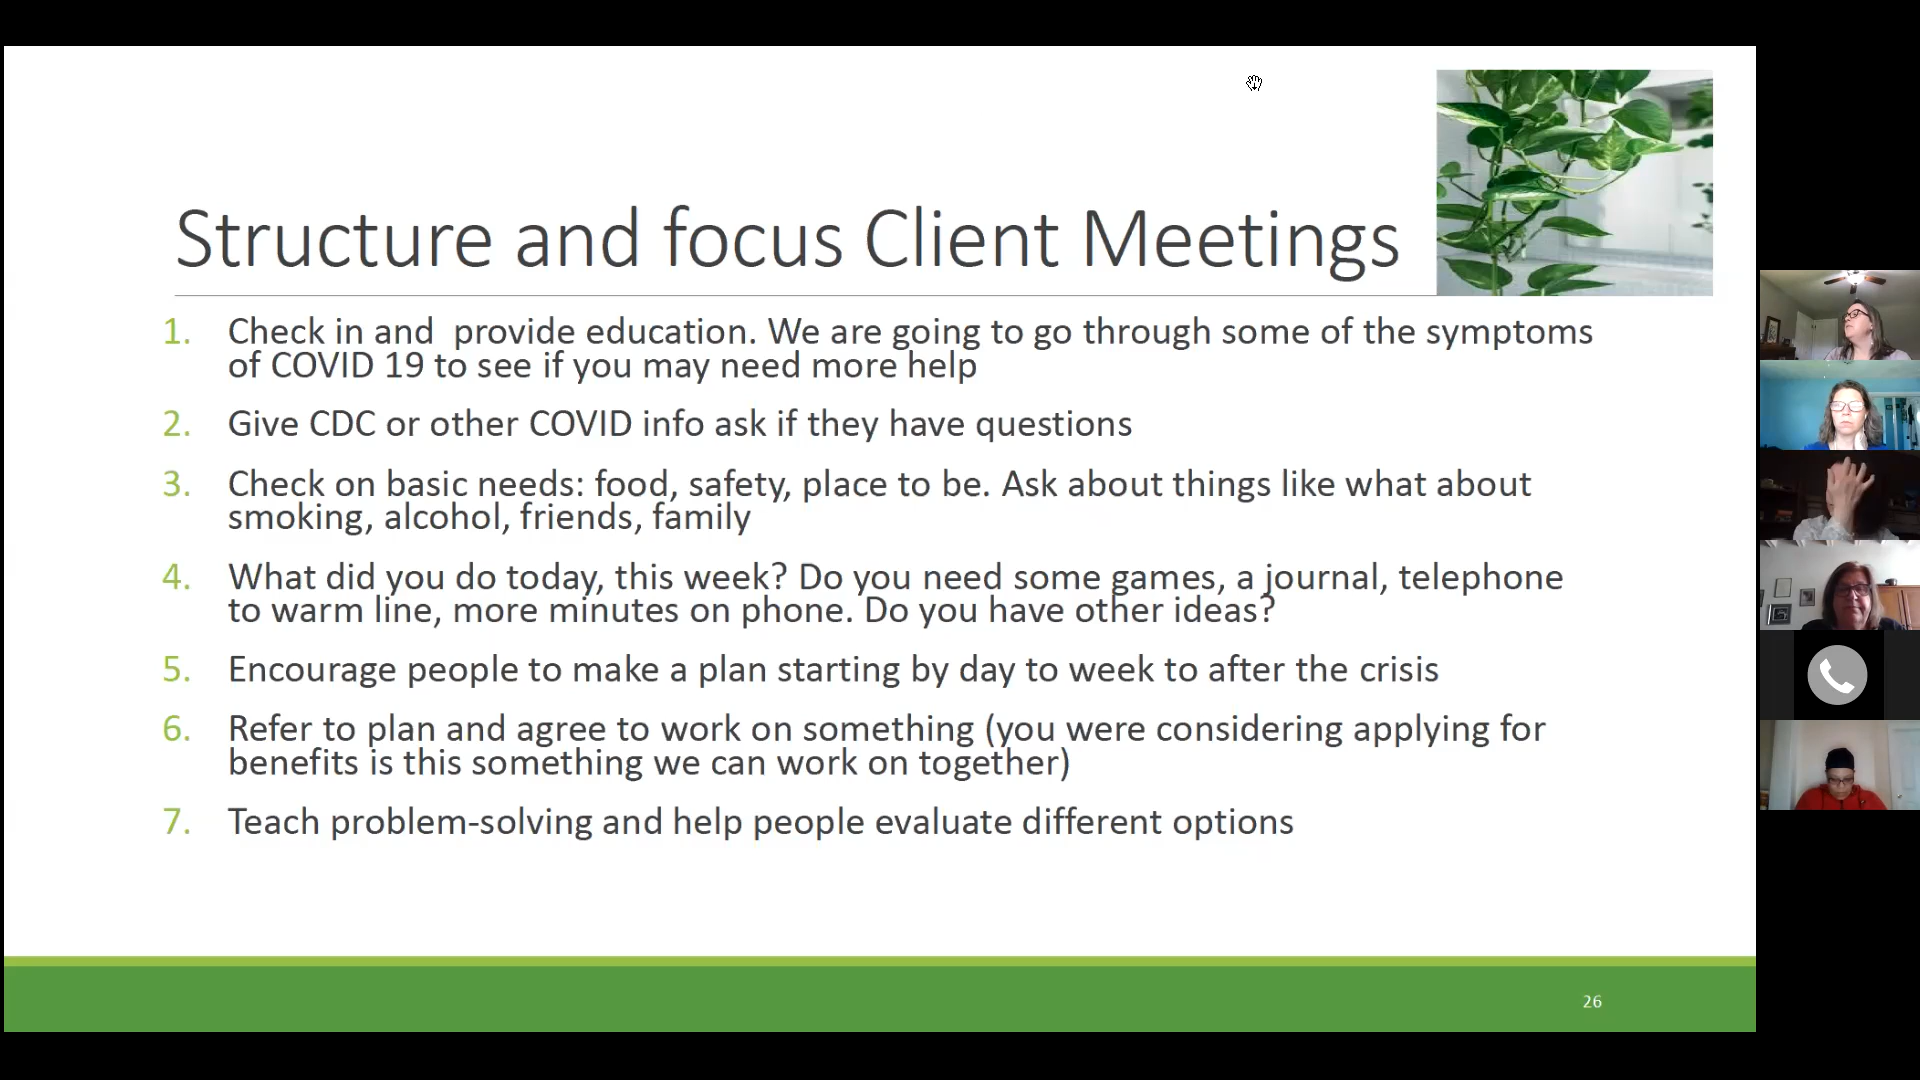 Structure and focus Client Meetings
1. Check in and  provide education. We are going to go through some of the symptoms
of COVID 19 to see if you may need more help
2. Give CDC or other COVID info ask if they have questions
3. Check on basic needs: food, safety, place to be. Ask about things like what about
smoking, alcohol, friends, family
4. What did you do today, this week? Do you need some games, a journal, telephone
to warm line, more minutes on phone. Do you have other ideas?
5. Encourage people to make a plan starting by day to week to after the crisis
6. Refer to plan and agree to work on something (you were considering applying for
benefits is this something we can work on together)
7. Teach problem-solving and help people evaluate different options
26